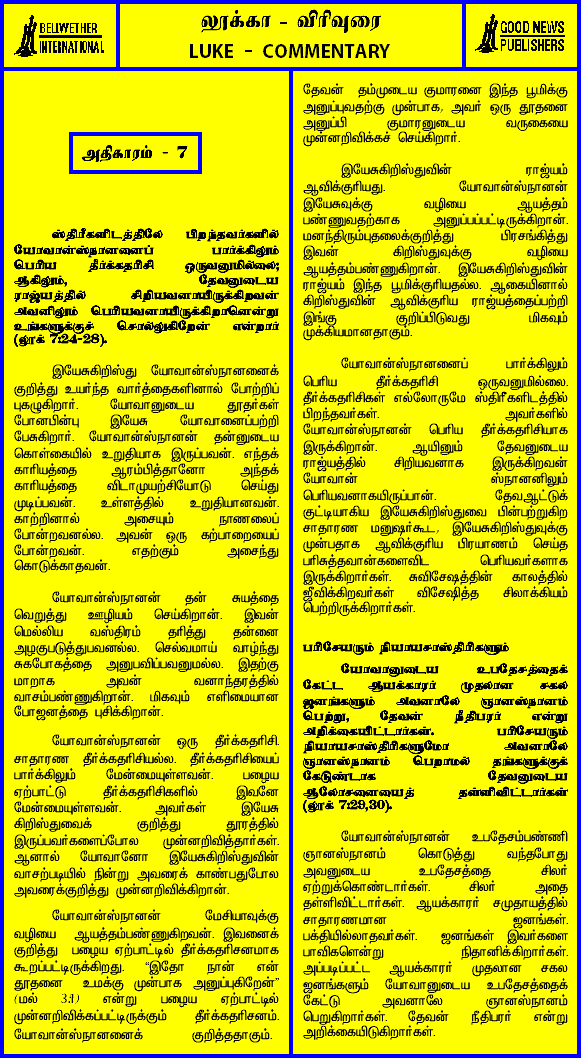 BELWETHER
INTERNATIONAL
லூக்கா - விரிவுரை
LUKE - COMMENTARY
GOOD NEWS
PUBLISHERS
அதிகாரம் - 7
ஸ்திரீகளிடத்திலே பிறந்தவர்களில்
யோவான்ஸ்நானனைப் பார்க்கிலும்
பெரிய தீர்க்கதரிசி ஒருவனுமில்லை;
ஆகிலும், தேவனுடைய
ராஜ்யத்தில் சிறியவனாயிருக்கிறவன்
அவனிலும் பெரியவனாயிருக்கிறானென்று
உங்களுக்குச் சொல்லுகிறேன் என்றார்
(லூக் 7:24-28).
இயேசுகிறிஸ்து யோவான்ஸ்நானனைக்
குறித்து உயர்ந்த வார்த்தைகளினால் போற்றிப்
புகழுகிறார். யோவானுடைய தூதர்கள்
போனபின்பு இயேசு யோவானைப்பற்றி
பேசுகிறார். யோவான்ஸ்நானன் தன்னுடைய
கொள்கையில் உறுதியாக இருப்பவன். எந்தக்
காரியத்தை ஆரம்பித்தானோ அந்தக்
காரியத்தை விடாமுயற்சியோடு செய்து
முடிப்பவன். உள்ளத்தில் உறுதியானவன்.
காற்றினால் அசையும் நாணலைப்
போன்றவனல்ல. அவன் ஒரு கற்பாறையைப்
போன்றவன். எதற்கும் அசைந்து
கொடுக்காதவன்.
யோவான்ஸ்நானன் தன் சுயத்தை
வெறுத்து ஊழியம் செய்கிறான். இவன்
மெல்லிய வஸ்திரம் தரித்து தன்னை
அழகுபடுத்துபவனல்ல. செல்வமாய் வாழ்ந்து
சுகபோகத்தை அனுபவிப்பவனுமல்ல. இதற்கு
மாறாக அவன் வனாந்தரத்தில்
வாசம்பண்ணுகிறான். மிகவும் எளிமையான
போஜனத்தை புசிக்கிறான்.
யோவான்ஸ்நானன் ஒரு தீர்க்கதரிசி.
சாதாரண தீர்க்கதரிசியல்ல. தீர்க்கதரிசியைப்
பார்க்கிலும் மேன்மையுள்ளவன். பழைய
ஏற்பாட்டு தீர்க்கதரிசிகளில் இவனே
மேன்மையுள்ளவன். அவர்கள் இயேசு
கிறிஸ்துவைக் குறித்து தூரத்தில்
இருப்பவர்களைப்போல முன்னறிவித்தார்கள்.
ஆனால் யோவானோ இயேசுகிறிஸ்துவின்
வாசற்படியில் நின்று அவரைக் காண்பதுபோல
அவரைக்குறித்து முன்னறிவிக்கிறான்.
யோவான்ஸ்நானன் மேசியாவுக்கு
வழியை ஆயத்தம்பண்ணுகிறவன். இவனைக்
குறித்து பழைய ஏற்பாட்டில் தீர்க்கதரிசனமாக
கூறப்பட்டிருக்கிறது. “இதோ நான் என்
தூதனை உமக்கு முன்பாக அனுப்புகிறேன்”
(மல் 3:1) என்று பழைய ஏற்பாட்டில்
முன்னறிவிக்கப்பட்டிருக்கும் தீர்க்கதரிசனம்.
யோவான்ஸ்நானனைக் குறித்ததாகும்.
தேவன் தம்முடைய குமாரனை இந்த பூமிக்கு
அனுப்புவதற்கு முன்பாக, அவர் ஒரு தூதனை
அனுப்பி குமாரனுடைய வருகையை
முன்னறிவிக்கச் செய்கிறார்.
இயேசுகிறிஸ்துவின் ராஜ்யம்
ஆவிக்குரியது. யோவான்ஸ்நானன்
இயேசுவுக்கு வழியை ஆயத்தம்
பண்ணுவதற்காக அனுப்பப்பட்டிருக்கிறான்.
மனந்திரும்புதலைக்குறித்து பிரசங்கித்து
இவன் கிறிஸ்துவுக்கு வழியை
ஆயத்தம்பண்ணுகிறான். இயேசுகிறிஸ்துவின்
ராஜ்யம் இந்த பூமிக்குரியதல்ல. ஆகையினால்
கிறிஸ்துவின் ஆவிக்குரிய ராஜ்யத்தைப்பற்றி
இங்கு குறிப்பிடுவது மிகவும்
முக்கியமானதாகும்.
யோவான்ஸ்நானனைப் பார்க்கிலும்
பெரிய தீர்க்கதரிசி ஒருவனுமில்லை.
தீர்க்கதரிசிகள் எல்லோருமே ஸ்திரீகளிடத்தில்
பிறந்தவர்கள். அவர்களில்
யோவான்ஸ்நானன் பெரிய தீர்க்கதரிசியாக
இருக்கிறான். ஆயினும் தேவனுடைய
ராஜ்யத்தில் சிறியவனாக இருக்கிறவன்
யோவான் ஸ்நானனிலும்
பெரியவனாகயிருப்பான். தேவஆட்டுக்
குட்டியாகிய இயேசுகிறிஸ்துவை பின்பற்றுகிற
சாதாரண மனுஷர்கூட, இயேசுகிறிஸ்துவுக்கு
முன்பதாக ஆவிக்குரிய பிரயாணம் செய்த
பரிசுத்தவான்களைவிட பெரியவர்களாக
இருக்கிறார்கள். சுவிசேஷத்தின் காலத்தில்
ஜீவிக்கிறவர்கள் விசேஷித்த சிலாக்கியம்
பெற்றிருக்கிறார்கள்.
பரிசேயரும் நியாயசாஸ்திரிகளும்
யோவானுடைய உபதேசத்தைக்
கேட்ட ஆயக்காரர் முதலான சகல
ஜனங்களும் அவனாலே ஞானஸ்நானம்
பெற்று, தேவன் நீதிபரர் என்று
அறிக்கையிட்டார்கள். பரிசேயரும்
நியாயசாஸ்திரிகளுமோ அவனாலே
ஞானஸ்நானம் பெறாமல் தங்களுக்குக்
கேடுண்டாக தேவனுடைய
ஆலோசனையைத் தள்ளிவிட்டார்கள்
(லூக் 7:29,30).
யோவான்ஸ்நானன் உபதேசம்பண்ணி
ஞானஸ்நானம் கொடுத்து வந்தபோது
அவனுடைய உபதேசத்தை சிலர்
ஏற்றுக்கொண்டார்கள். சிலர் அதை
தள்ளிவிட்டார்கள். ஆயக்காரர் சமுதாயத்தில்
சாதாரணமான ஜனங்கள்.
பக்தியில்லாதவர்கள். ஜனங்கள் இவர்களை
பாவிகளென்று நிதானிக்கிறார்கள்.
அப்படிப்பட்ட ஆயக்காரர் முதலான சகல
ஜனங்களும் யோவானுடைய உபதேசத்தைக்
கேட்டு அவனாலே ஞானஸ்நானம்
பெறுகிறார்கள். தேவன் நீதிபரர் என்று
அறிக்கையிடுகிறார்கள்.